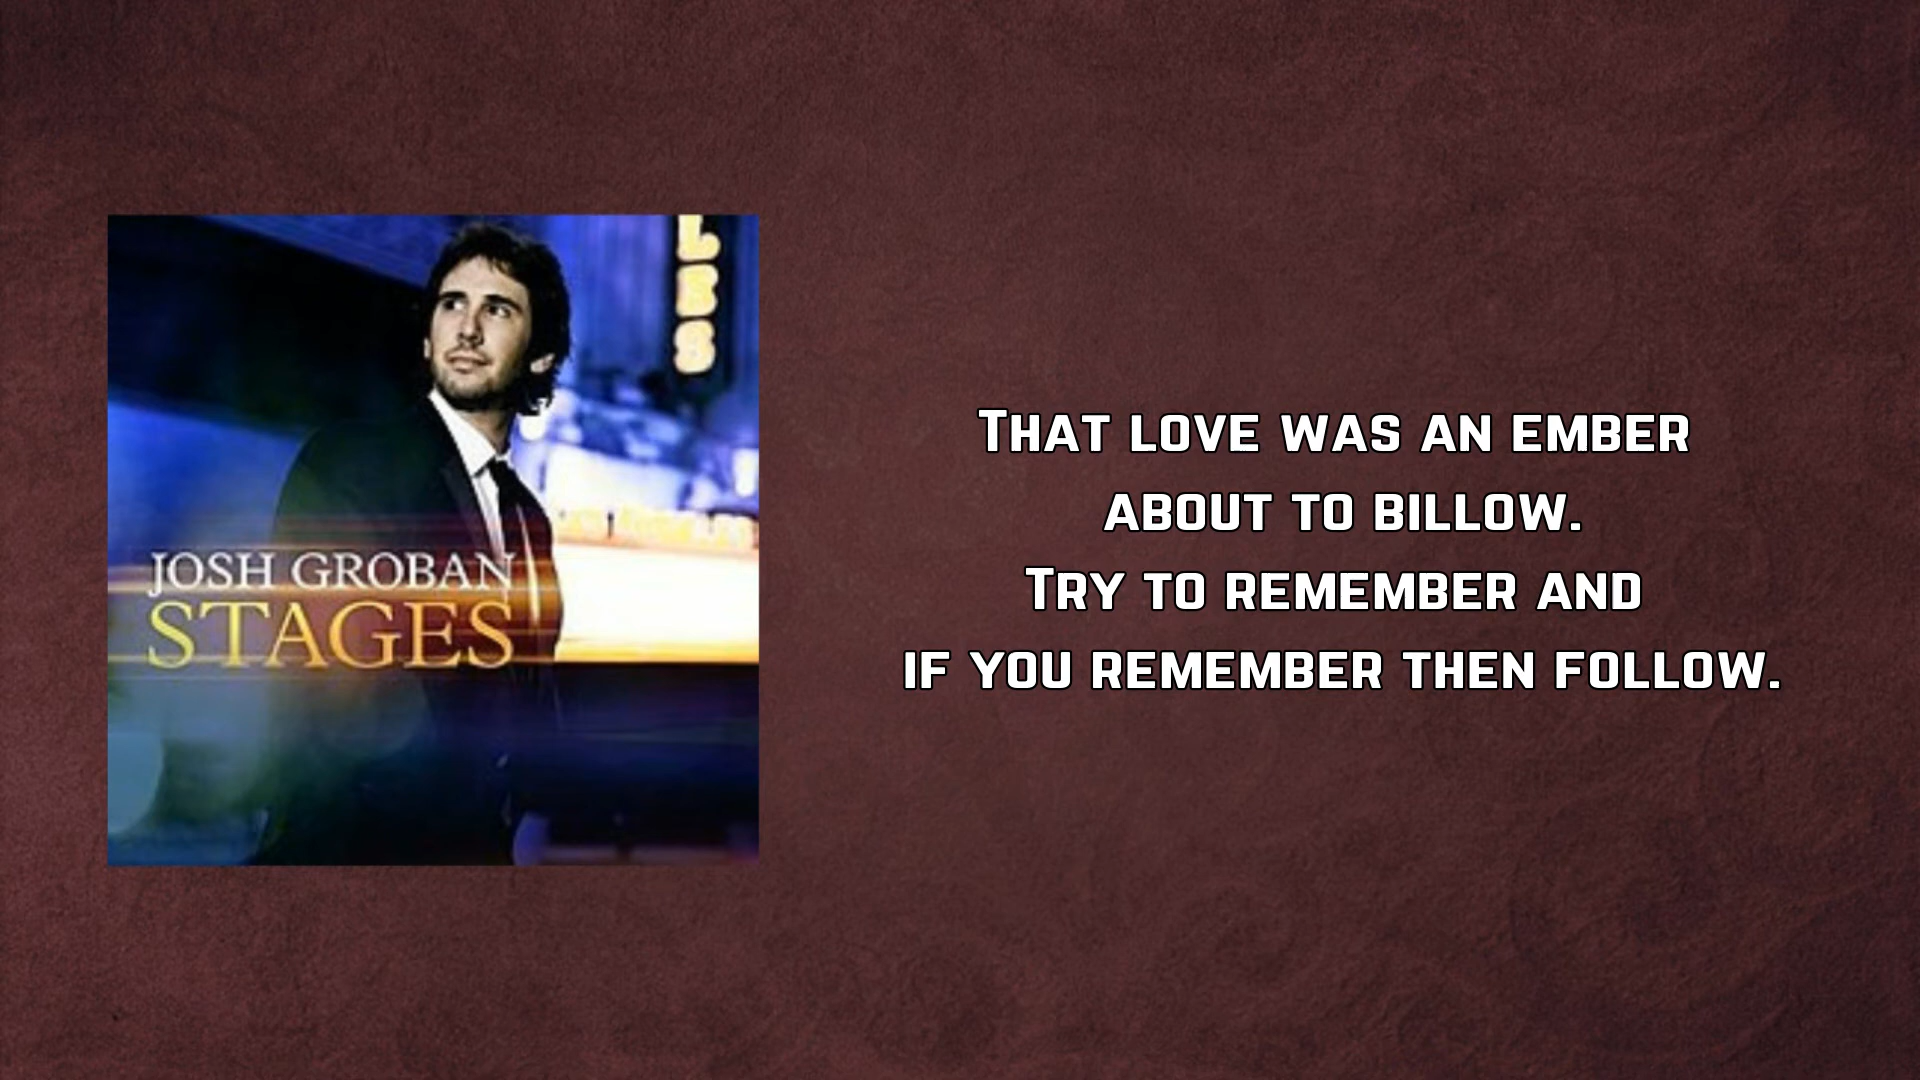 LES
JOSH GROBAN
STAGES
THAT LOVE WAS AN EMBER
ABOUT TO BILLOW.
TRY TO REMEMBER AND
IF YOU REMEMBER THEN FOLLOW.